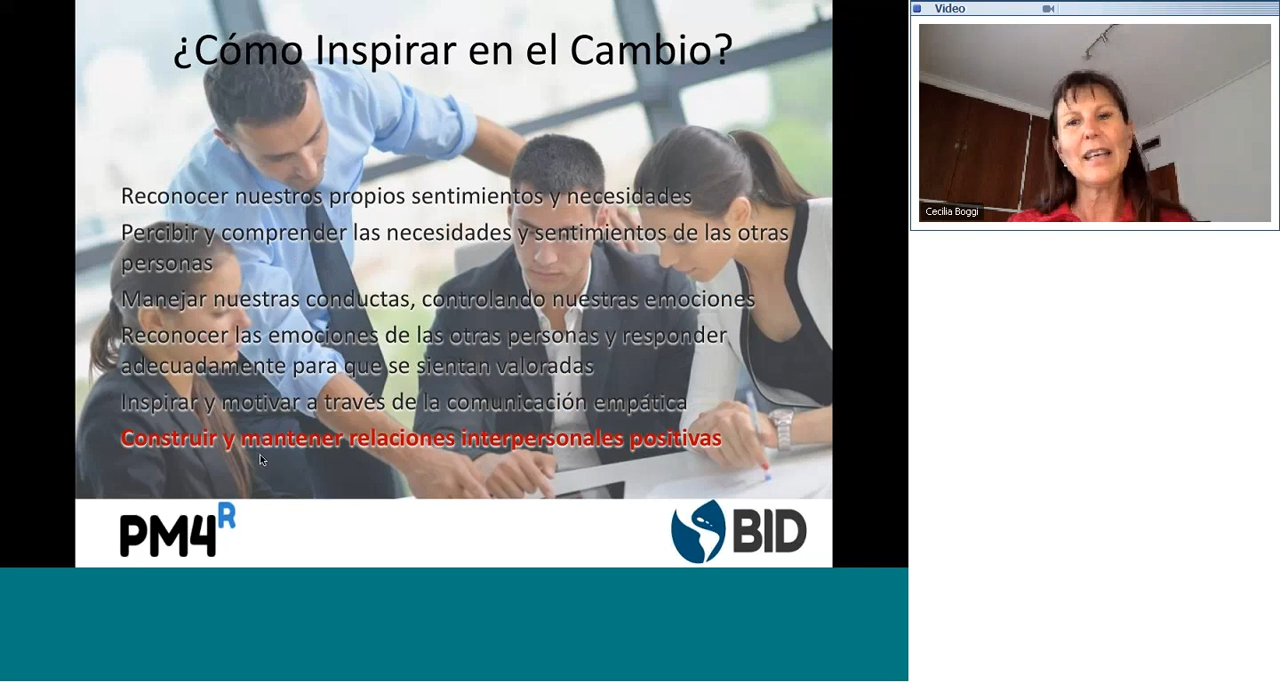 ¿Cómo Inspirar en el Cambio?
Reconocer nuestros propios sentimientos y necesidades
Percibir y comprender las necesidades y sentimientos de las otras
personas
Manejar nuestras conductas, controlando nuestras emociones
Reconocer las emociones de las otras personas y responder
adecuadamente para que se sientan valoradas
Inspirar y motivar a través de la comunicación empática
Construir y mantener relaciones interpersonales positivas
PM4R
BID
Video
Cecilia Boggi